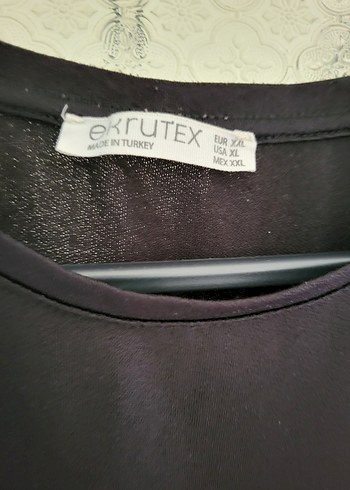 ekruTEX
MADE IN TURKEY
EUR XXL
USA XL
MEX XXL